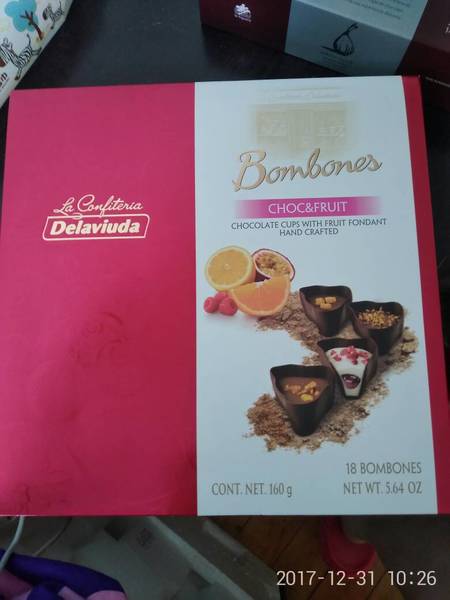 La Confitería
Delaviuda
Bombones
CHOC&FRUIT
CHOCOLATE CUPS WITH FRUIT FONDANT
HAND CRAFTED
18 BOMBONES
CONT. NET. 160 g
NET WT. 5.64 OZ
2017-12-31 10:26